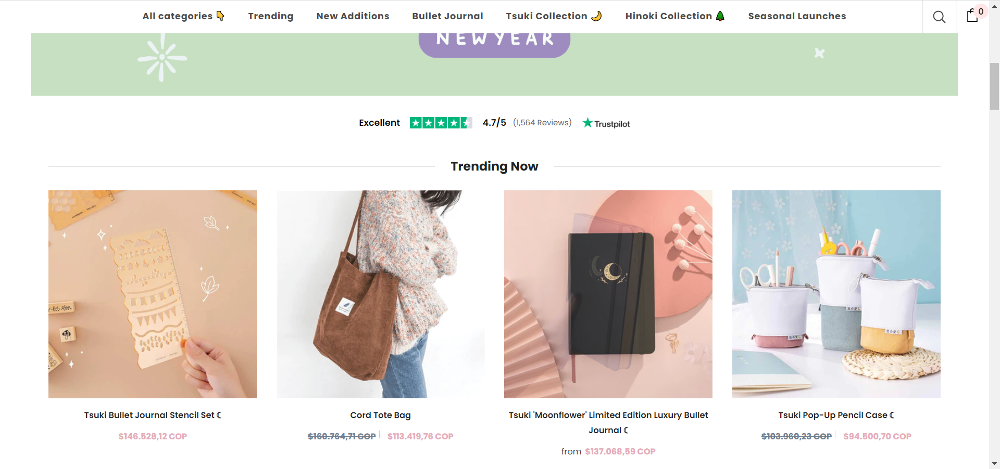 All categories 👇 Trending New Additions Bullet Journal Tsuki Collection 🌙 Hinoki Collection 🌲 Seasonal Launches 0
NEW YEAR
Excellent 4.7/5 (1,564 Reviews) Trustpilot
Trending Now
Tsuki Bullet Journal Stencil Set ☾
$146.528,12 COP
Cord Tote Bag
$160.764,71 COP $113.419,76 COP
Tsuki 'Moonflower' Limited Edition Luxury Bullet
Journal ☾
from $137.068,59 COP
Tsuki Pop-Up Pencil Case ☾
$103.960,23 COP $94.500,70 COP